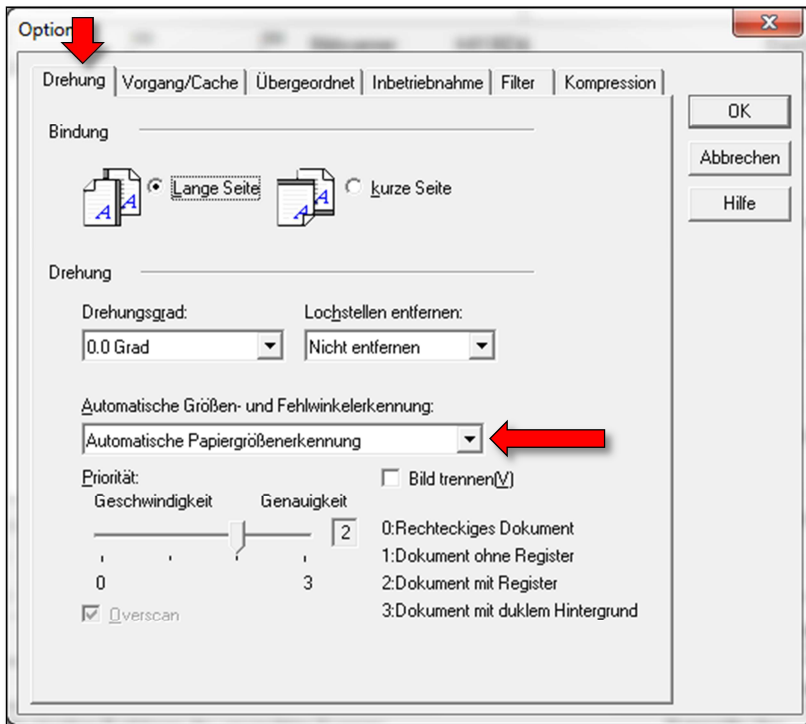 Option
Drehung Vorgang/Cache Übergeordnet Inbetriebnahme Filter Kompression
OK
Abbrechen
Hilfe
Bindung
A A Lange Seite A A kurze Seite
Drehung
Drehungsgrad: Lochstellen entfernen:
0.0 Grad Nicht entfernen
Automatische Größen- und Fehlwinkelerkennung:
Automatische Papiergrößenerkennung
Priorität: Bild trennen(V)
Geschwindigkeit Genauigkeit
2
0 3
Overscan
0:Rechteckiges Dokument
1:Dokument ohne Register
2:Dokument mit Register
3:Dokument mit duklem Hintergrund